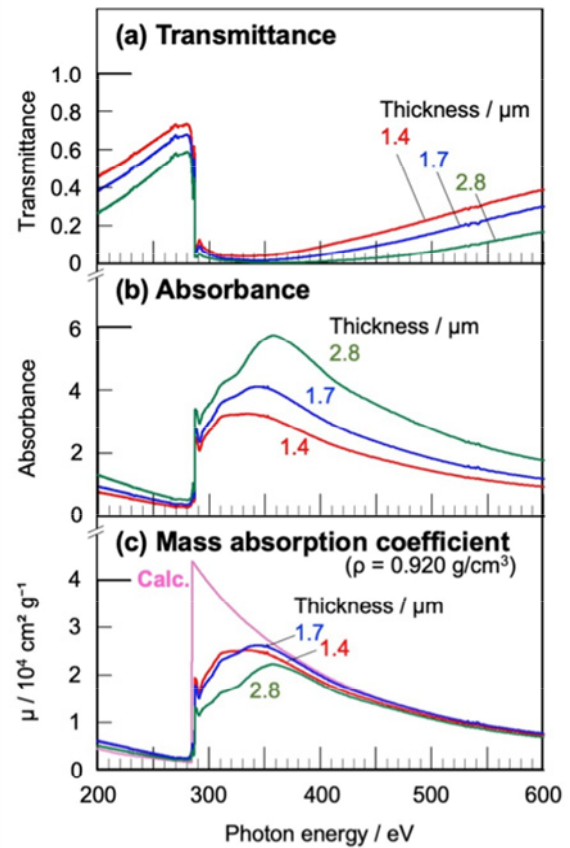 (a) Transmittance
Transmittance
1.0
0.8
0.6
0.4
0.2
0
Thickness / µm
1.4
1.7
2.8
(b) Absorbance
Absorbance
6
4
2
0
Thickness / µm
2.8
1.7
1.4
(c) Mass absorption coefficient
(ρ = 0.920 g/cm³)
µ / 10⁴ cm² g⁻¹
4
3
2
1
0
Calc.
Thickness / µm
1.7
1.4
2.8
200 300 400 500 600
Photon energy / eV